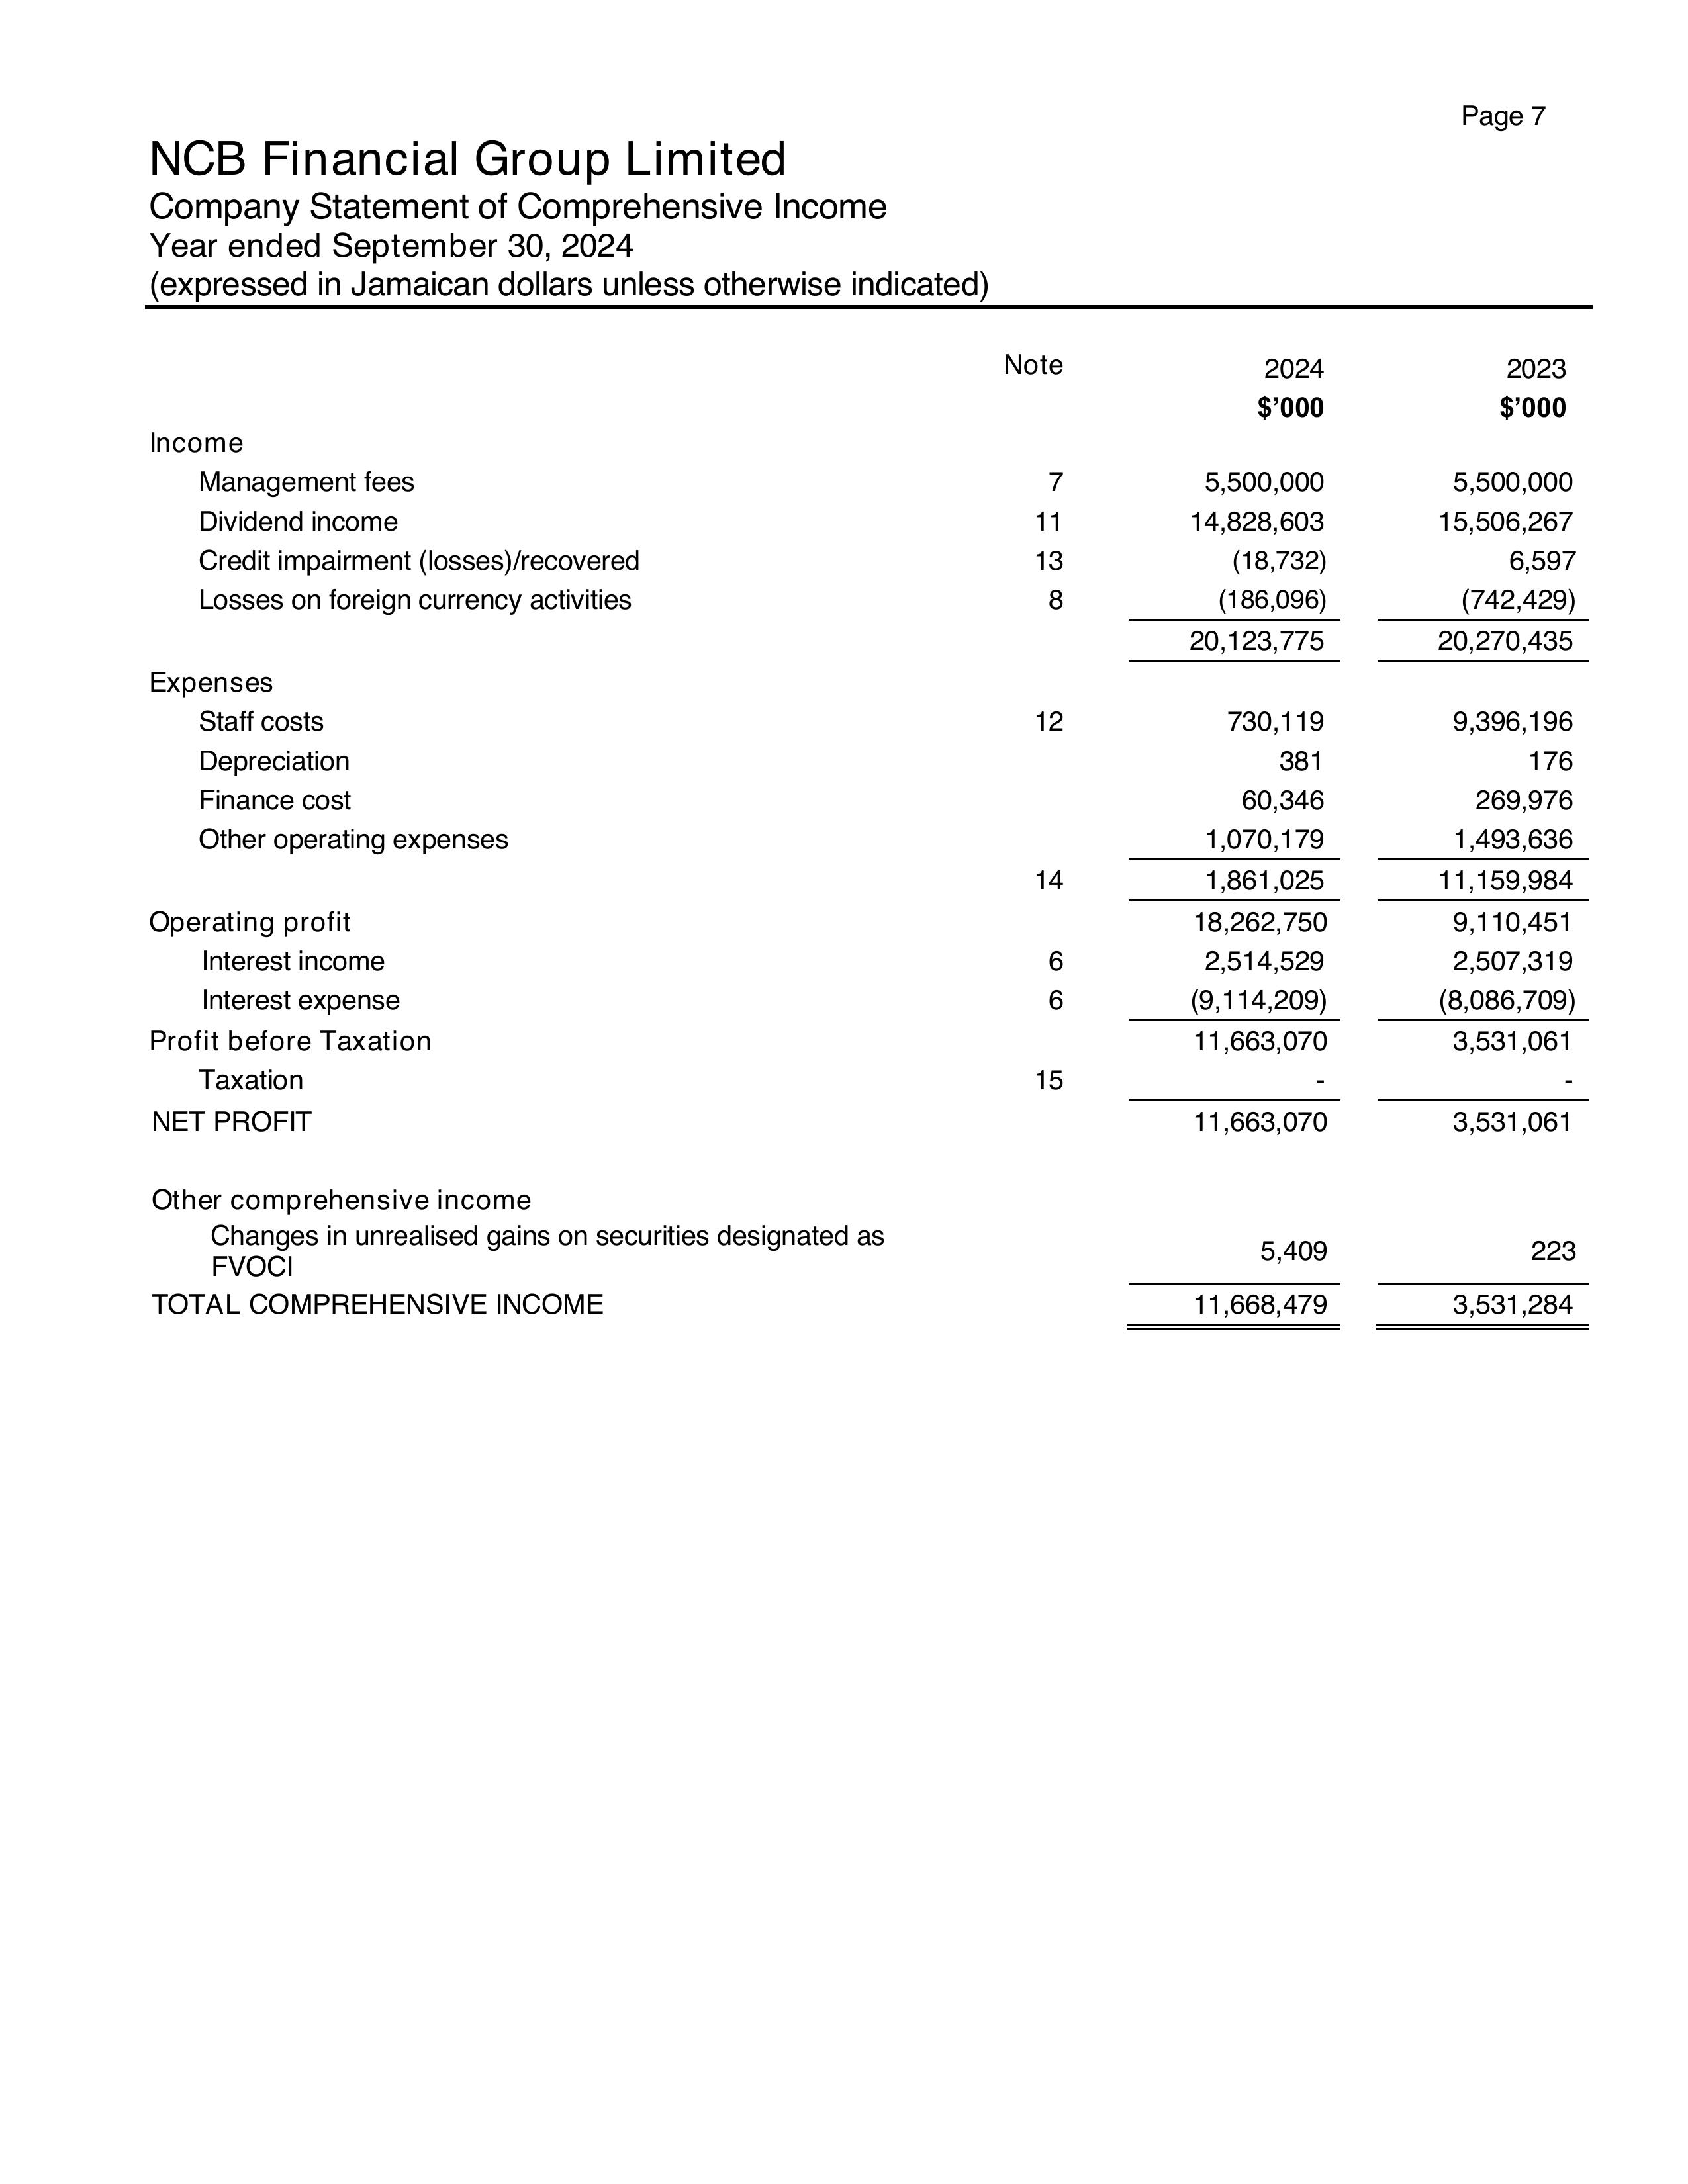 Page 7
NCB Financial Group Limited
Company Statement of Comprehensive Income
Year ended September 30, 2024
(expressed in Jamaican dollars unless otherwise indicated)
Note 2024 2023
$’000 $’000
Income
Management fees 7 5,500,000 5,500,000
Dividend income 11 14,828,603 15,506,267
Credit impairment (losses)/recovered 13 (18,732) 6,597
Losses on foreign currency activities 8 (186,096) (742,429)
20,123,775 20,270,435
Expenses
Staff costs 12 730,119 9,396,196
Depreciation 381 176
Finance cost 60,346 269,976
Other operating expenses 1,070,179 1,493,636
14 1,861,025 11,159,984
Operating profit 18,262,750 9,110,451
Interest income 6 2,514,529 2,507,319
Interest expense 6 (9,114,209) (8,086,709)
Profit before Taxation 11,663,070 3,531,061
Taxation 15 - -
NET PROFIT 11,663,070 3,531,061
Other comprehensive income
Changes in unrealised gains on securities designated as
FVOCI 5,409 223
TOTAL COMPREHENSIVE INCOME 11,668,479 3,531,284